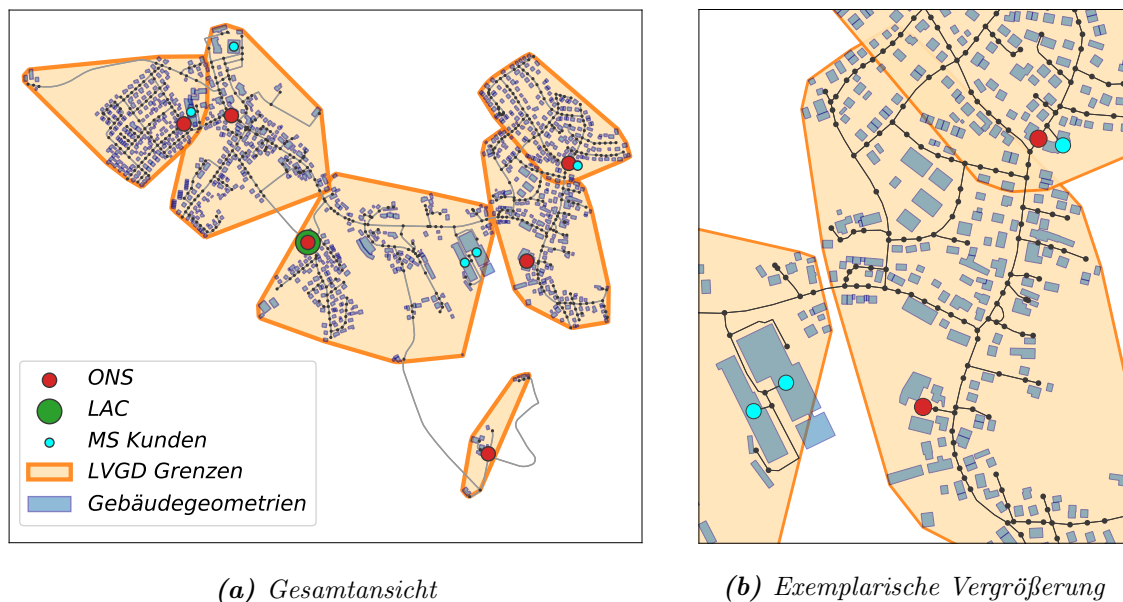 ONS
LAC
MS Kunden
LVGD Grenzen
Gebäudegeometrien
(a) Gesamtansicht
(b) Exemplarische Vergrößerung